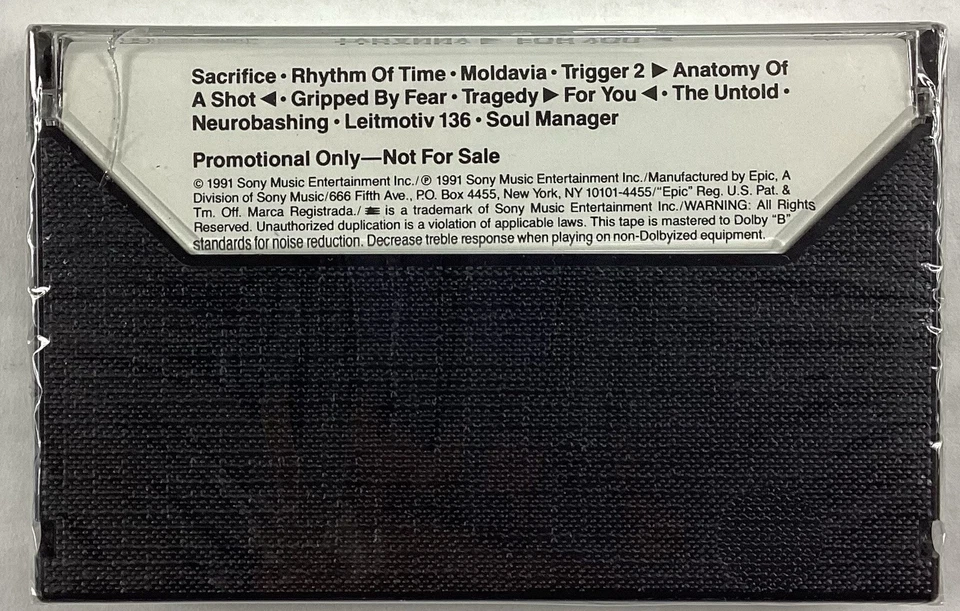 Sacrifice • Rhythm Of Time • Moldavia • Trigger 2 ▶ Anatomy Of
A Shot ◀ • Gripped By Fear • Tragedy ▶ For You ◀ • The Untold •
Neurobashing • Leitmotiv 136 • Soul Manager
Promotional Only—Not For Sale
© 1991 Sony Music Entertainment Inc./℗ 1991 Sony Music Entertainment Inc./Manufactured by Epic, A
Division of Sony Music/666 Fifth Ave., P.O. Box 4455, New York, NY 10101-4455/"Epic" Reg. U.S. Pat. &
Tm. Off. Marca Registrada./ is a trademark of Sony Music Entertainment Inc./WARNING: All Rights
Reserved. Unauthorized duplication is a violation of applicable laws. This tape is mastered to Dolby "B"
standards for noise reduction. Decrease treble response when playing on non-Dolbyized equipment.